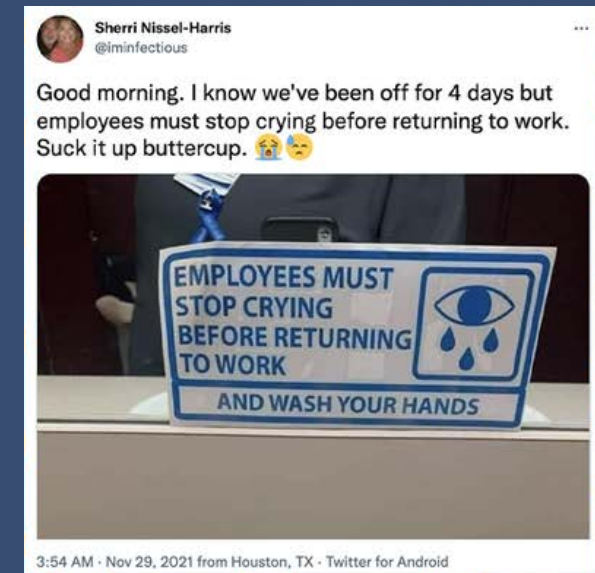 Sherri Nissel-Harris
@iminfectious
Good morning. I know we've been off for 4 days but
employees must stop crying before returning to work.
Suck it up buttercup. 😭😓
EMPLOYEES MUST
STOP CRYING
BEFORE RETURNING
TO WORK
AND WASH YOUR HANDS
3:54 AM · Nov 29, 2021 from Houston, TX · Twitter for Android